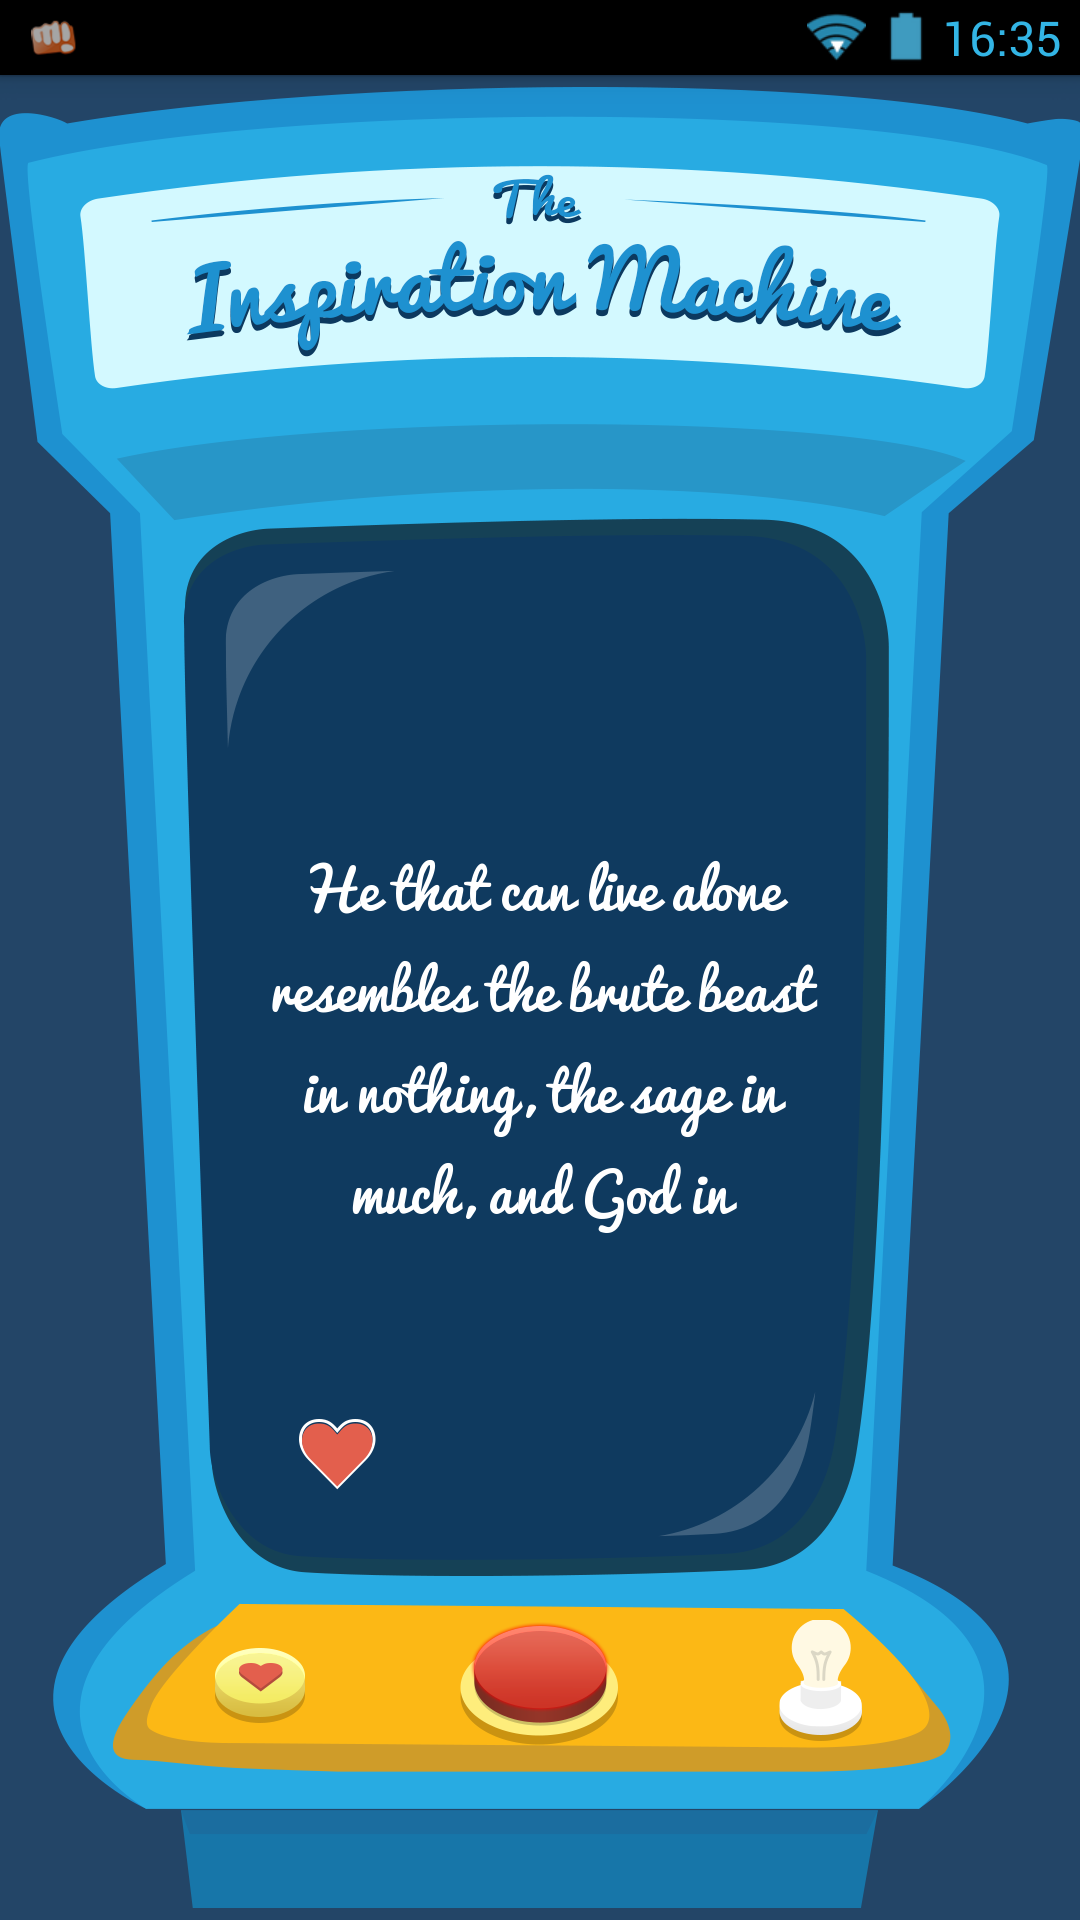 16:35
The
Inspiration Machine
He that can live alone
resembles the brute beast
in nothing, the sage in
much, and God in